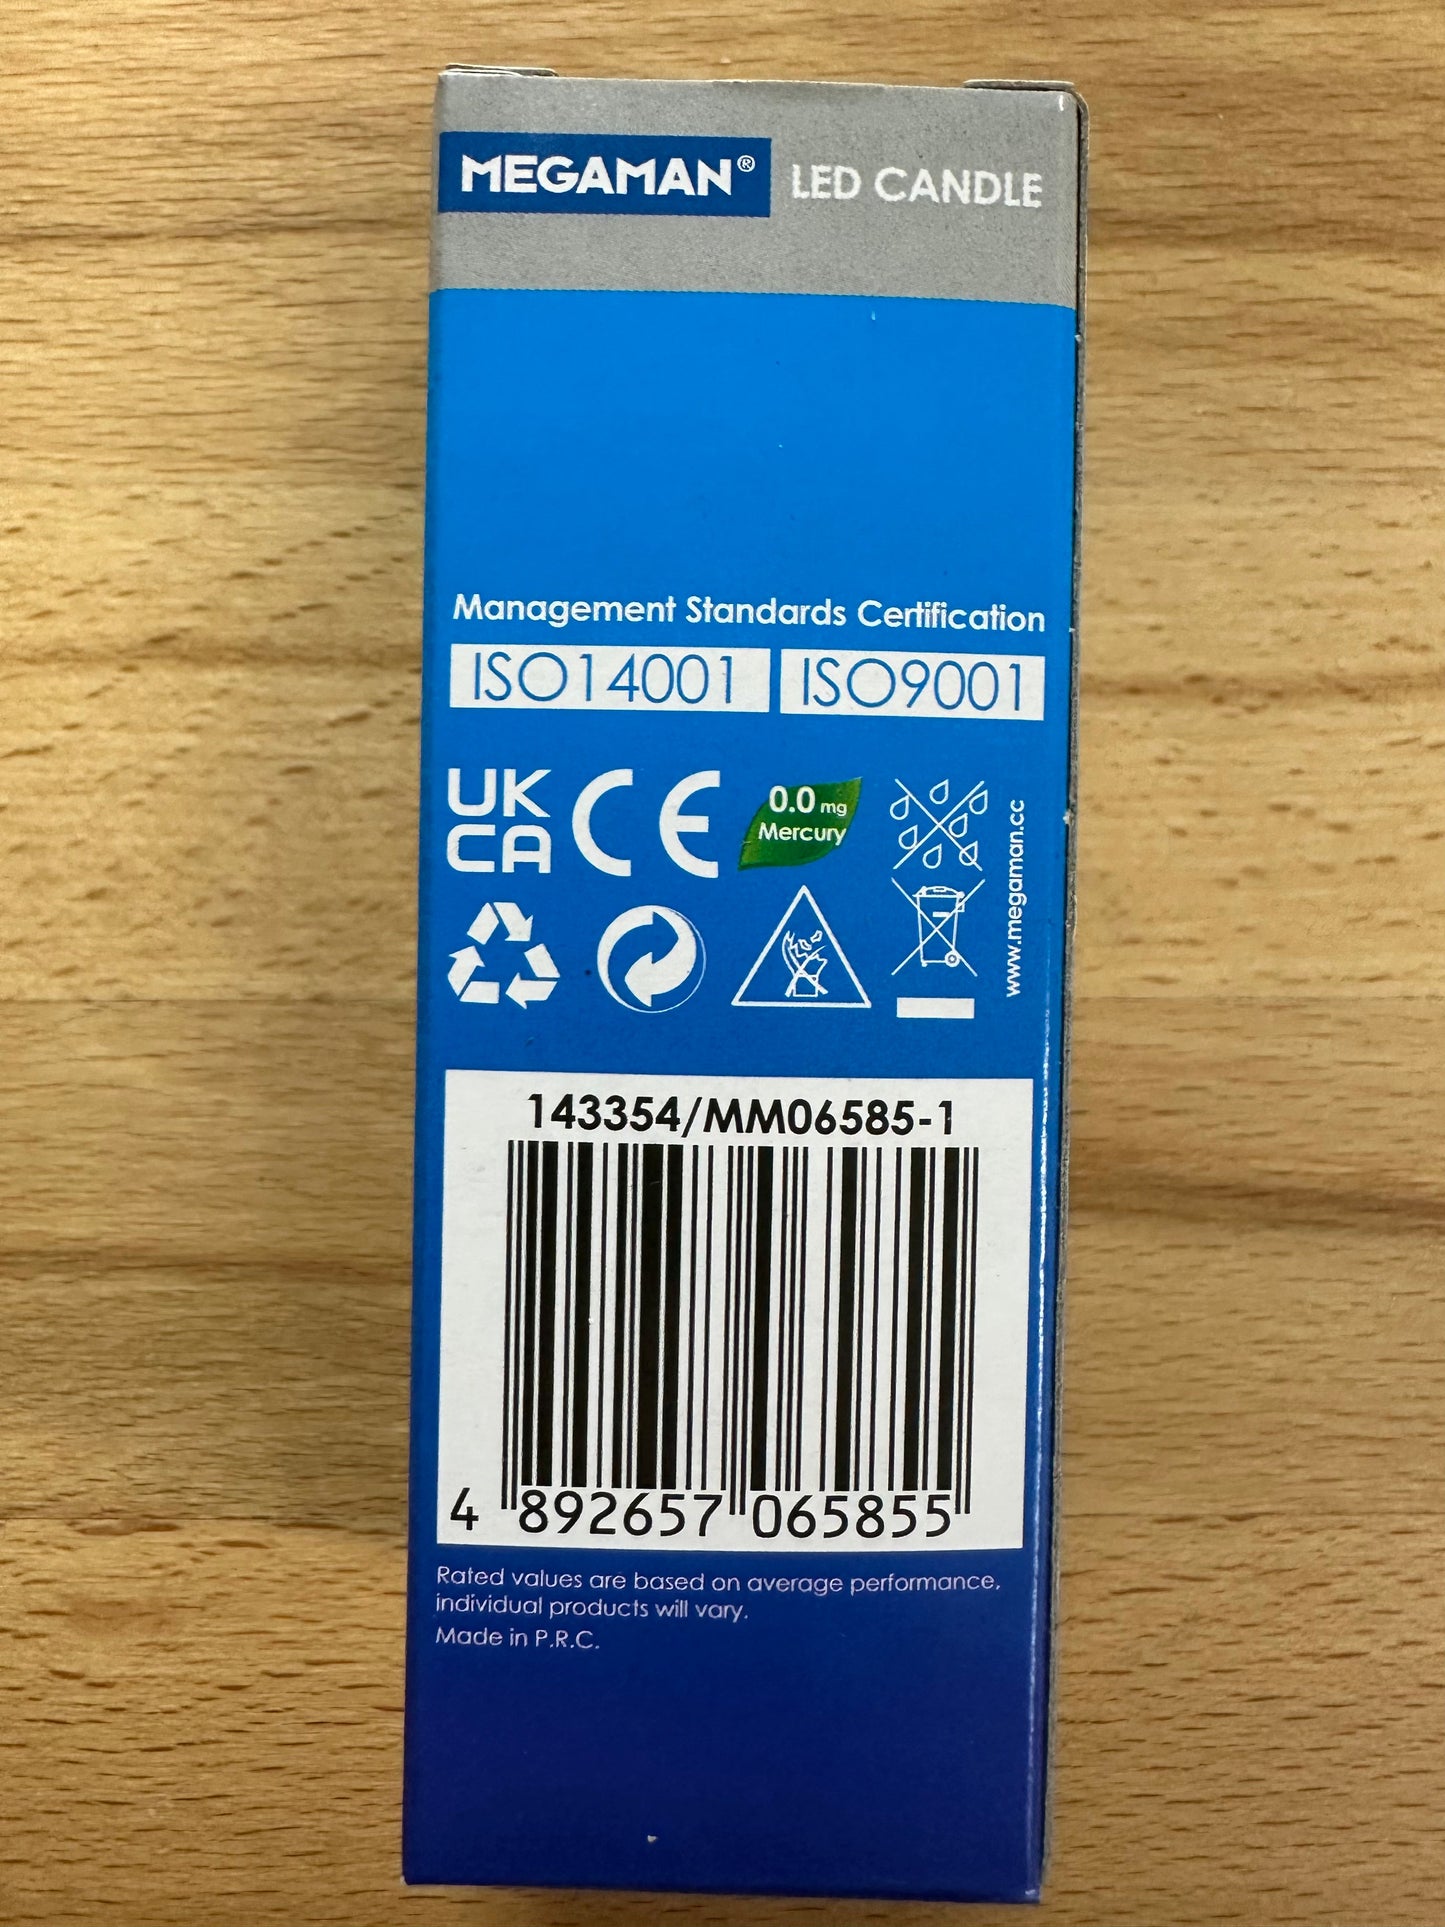 MEGAMAN® LED CANDLE
Management Standards Certification
ISO14001 ISO9001
UK
CA CE
0.0 mg
Mercury
www.megaman.cc
143354/MM06585-1
4 892657 065855
Rated values are based on average performance,
individual products will vary.
Made in P.R.C.